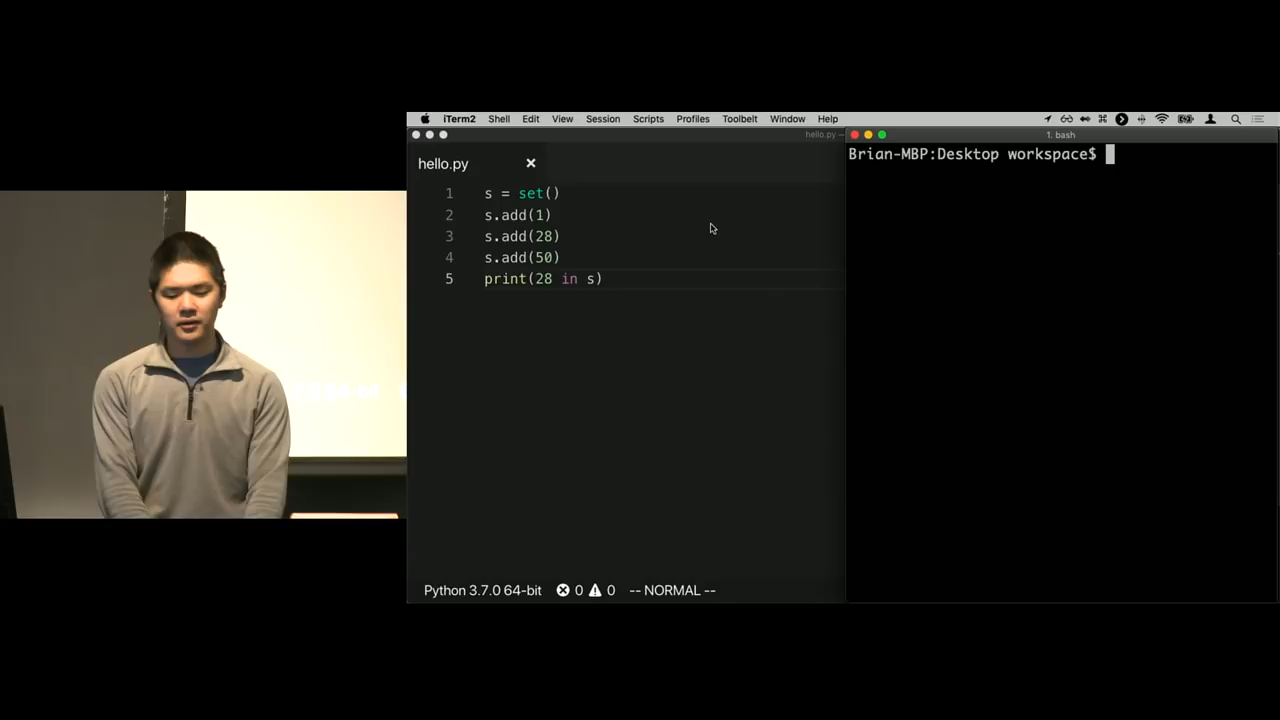 iTerm2 Shell Edit View Session Scripts Profiles Toolbelt Window Help
hello.py —
1. bash
hello.py
Brian-MBP:Desktop workspace$
1 s = set()
2 s.add(1)
3 s.add(28)
4 s.add(50)
5 print(28 in s)
Python 3.7.0 64-bit 0 0 -- NORMAL --